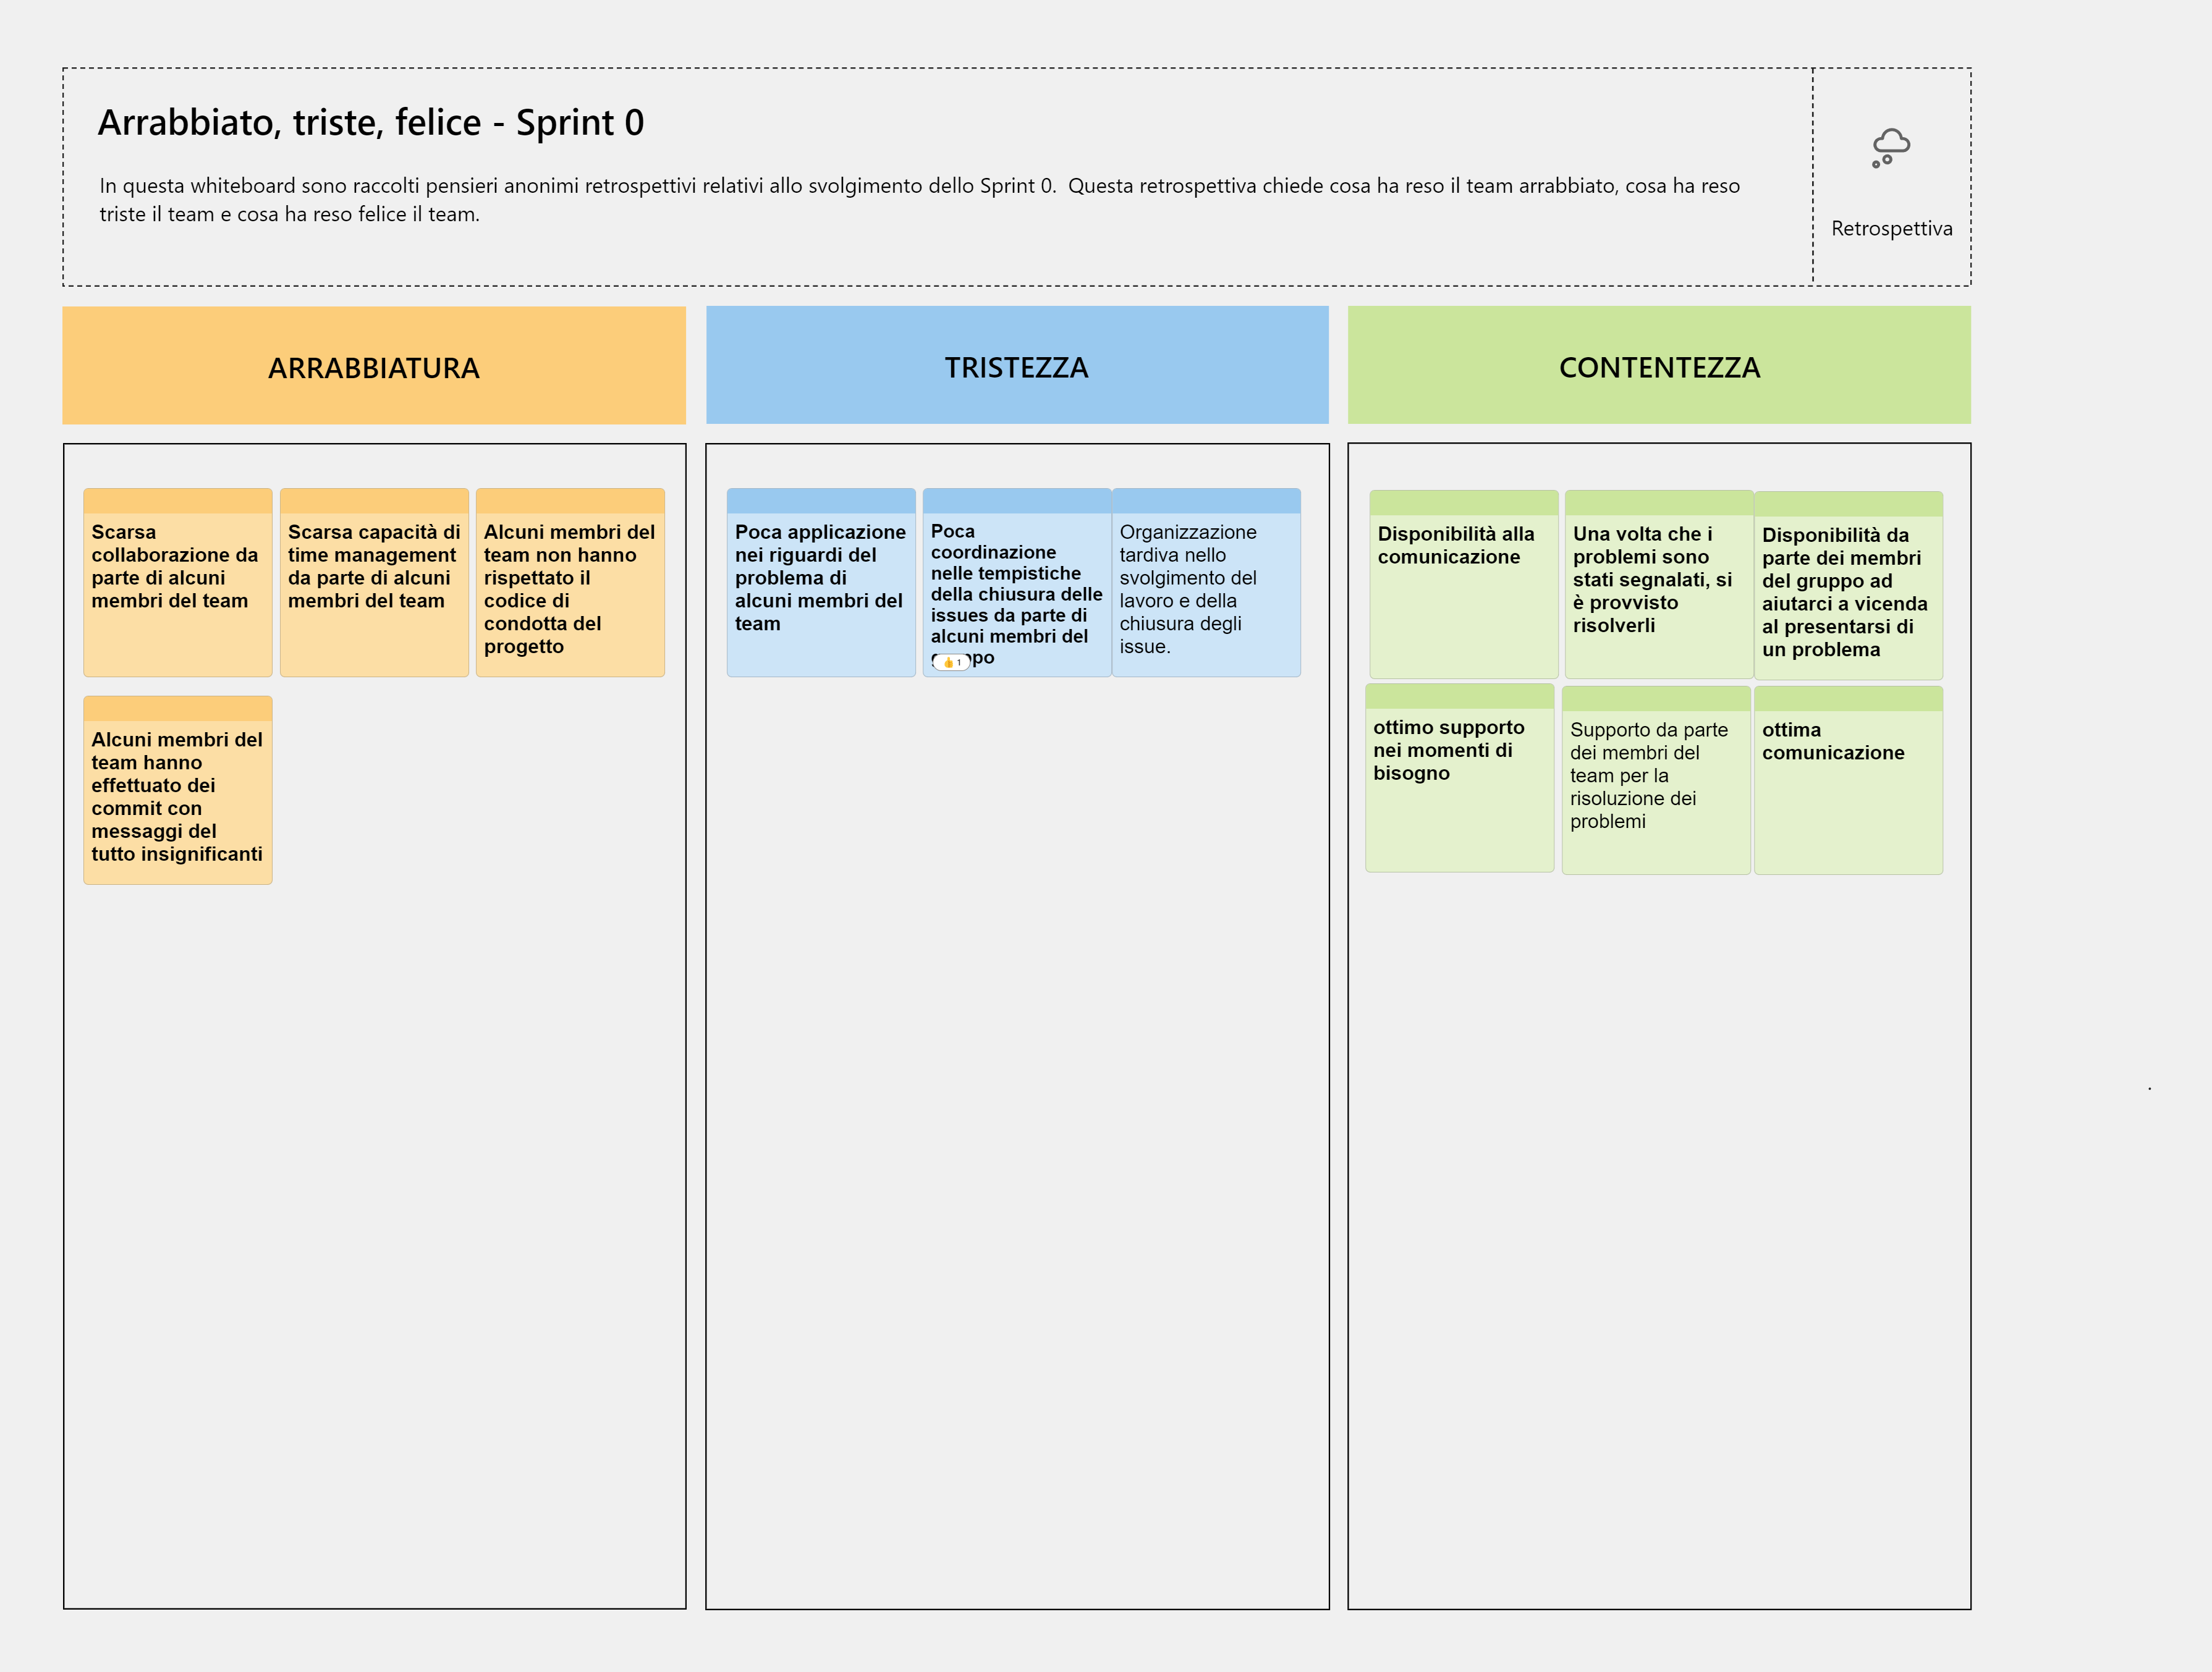 Arrabbiato, triste, felice - Sprint 0
In questa whiteboard sono raccolti pensieri anonimi retrospettivi relativi allo svolgimento dello Sprint 0.  Questa retrospettiva chiede cosa ha reso il team arrabbiato, cosa ha reso
triste il team e cosa ha reso felice il team.
Retrospettiva
ARRABBIATURA
Scarsa
collaborazione da
parte di alcuni
membri del team
Scarsa capacità di
time management
da parte di alcuni
membri del team
Alcuni membri del
team non hanno
rispettato il
codice di
condotta del
progetto
Alcuni membri del
team hanno
effettuato dei
commit con
messaggi del
tutto insignificanti
TRISTEZZA
Poca applicazione
nei riguardi del
problema di
alcuni membri del
team
Poca
coordinazione
nelle tempistiche
della chiusura delle
issues da parte di
alcuni membri del
👍 1
Organizzazione
tardiva nello
svolgimento del
lavoro e della
chiusura degli
issue.
CONTENTEZZA
Disponibilità alla
comunicazione
Una volta che i
problemi sono
stati segnalati, si
è provvisto
risolverli
Disponibilità da
parte dei membri
del gruppo ad
aiutarci a vicenda
al presentarsi di
un problema
ottimo supporto
nei momenti di
bisogno
Supporto da parte
dei membri del
team per la
risoluzione dei
problemi
ottima
comunicazione